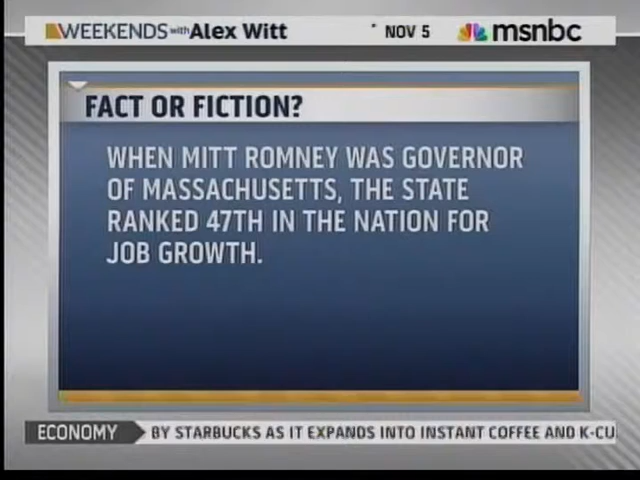 WEEKENDS with Alex Witt
NOV 5
msnbc
FACT OR FICTION?
WHEN MITT ROMNEY WAS GOVERNOR
OF MASSACHUSETTS, THE STATE
RANKED 47TH IN THE NATION FOR
JOB GROWTH.
ECONOMY
BY STARBUCKS AS IT EXPANDS INTO INSTANT COFFEE AND K-CU